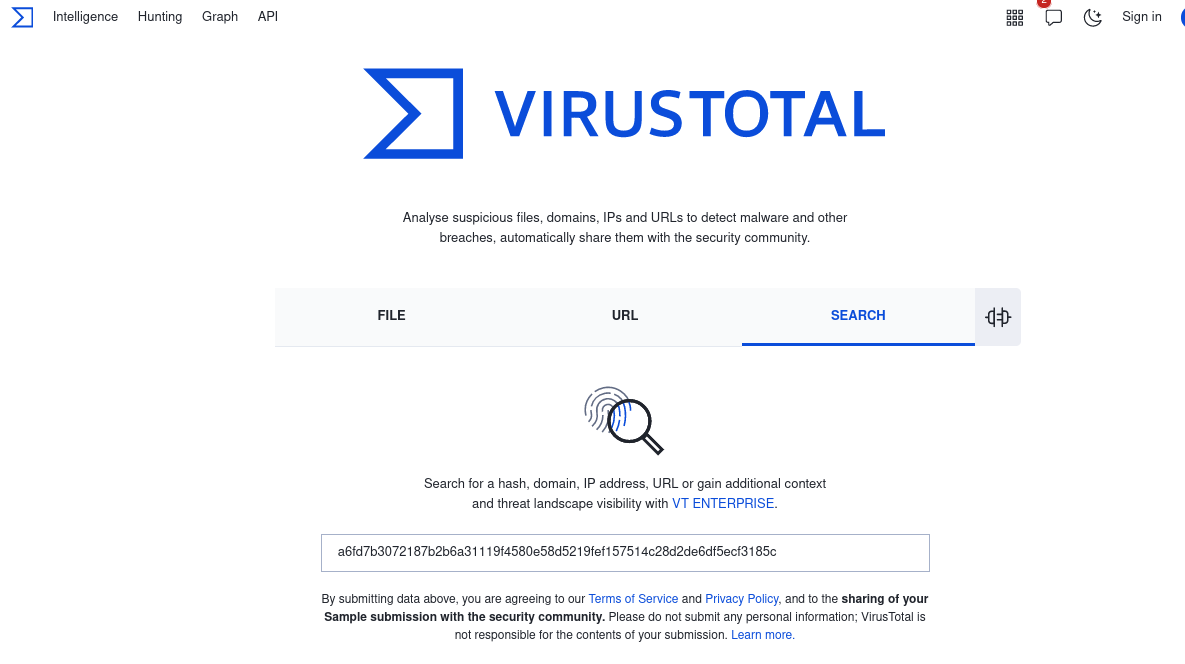 Intelligence Hunting Graph API 2 Sign in
VIRUSTOTAL
Analyse suspicious files, domains, IPs and URLs to detect malware and other
breaches, automatically share them with the security community.
FILE URL SEARCH
Search for a hash, domain, IP address, URL or gain additional context
and threat landscape visibility with VT ENTERPRISE.
a6fd7b3072187b2b6a31119f4580e58d5219fef157514c28d2de6df5ecf3185c
By submitting data above, you are agreeing to our Terms of Service and Privacy Policy, and to the sharing of your
Sample submission with the security community. Please do not submit any personal information; VirusTotal is
not responsible for the contents of your submission. Learn more.